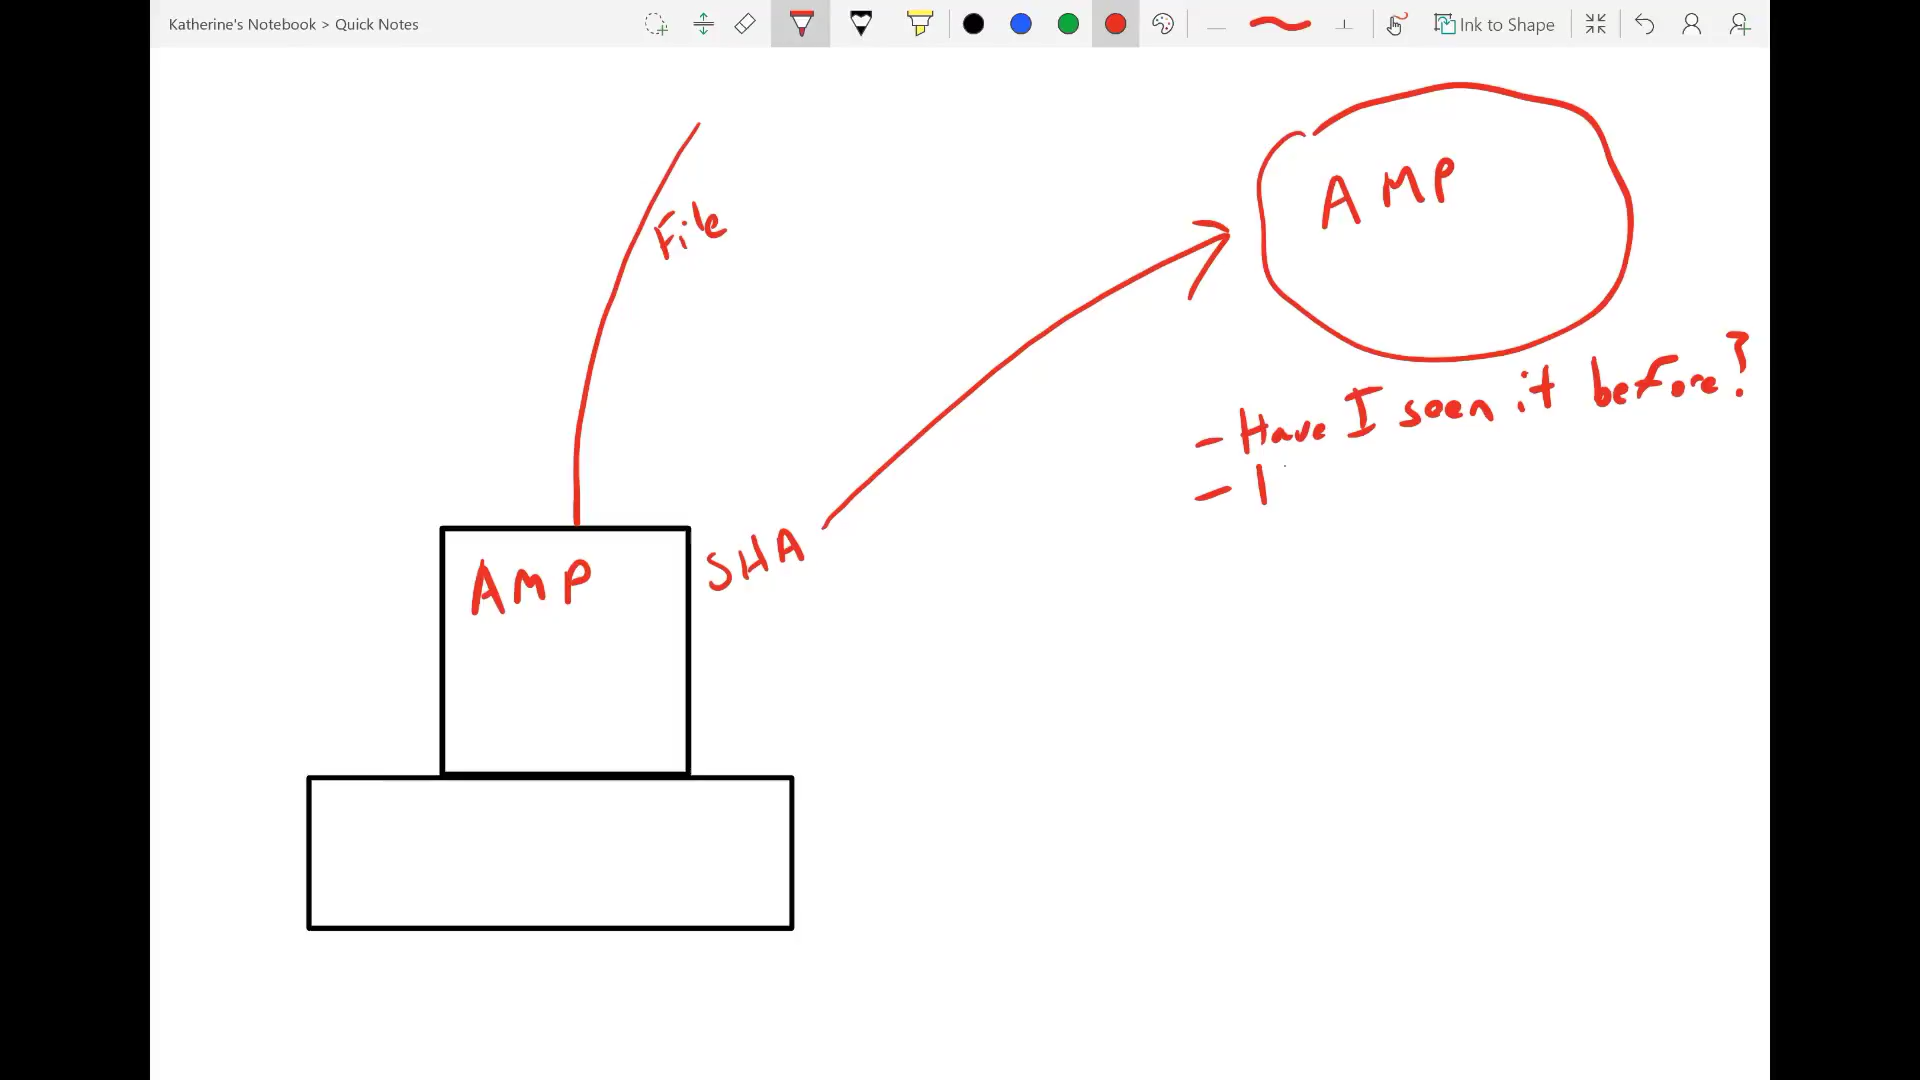 Katherine's Notebook > Quick Notes
Ink to Shape
File
AMP
- Have I seen it before?
-
AMP
SHA